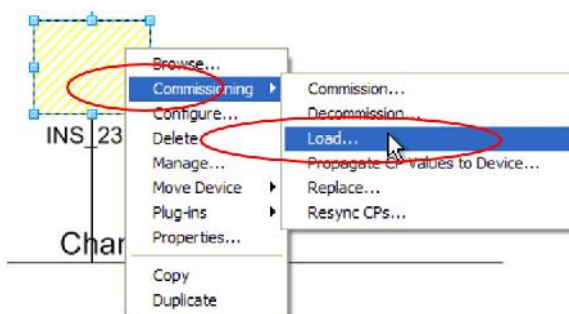 Browse...
Commissioning
Configure...
Delete
Manage...
Move Device
Plug-ins
Properties...
Copy
Duplicate
Commission...
Decommission...
Load...
Propagate CP Values to Device...
Replace...
Resync CPs...
INS_23
Chan